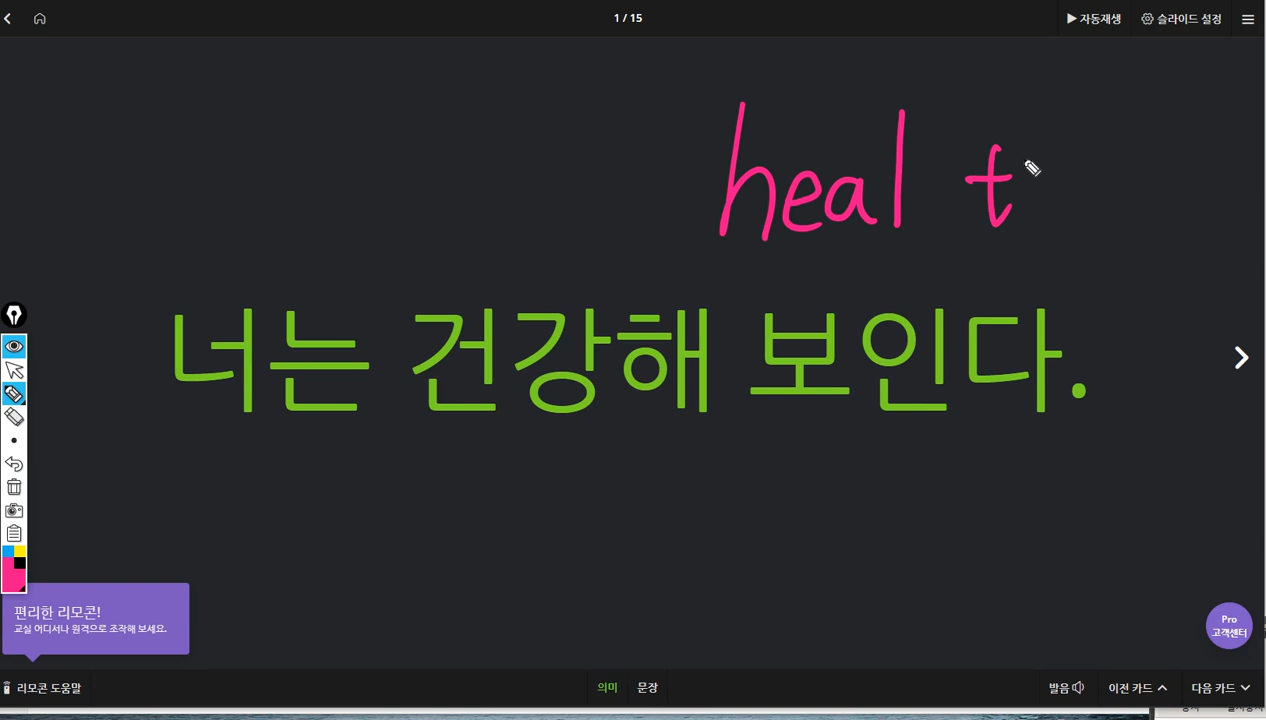 1 / 15
자동재생
슬라이드 설정
heal t
너는 건강해 보인다.
편리한 리모콘!
교실 어디서나 원격으로 조작해 보세요.
Pro
고객센터
리모콘 도움말
의미
문장
발음
이전 카드
다음 카드